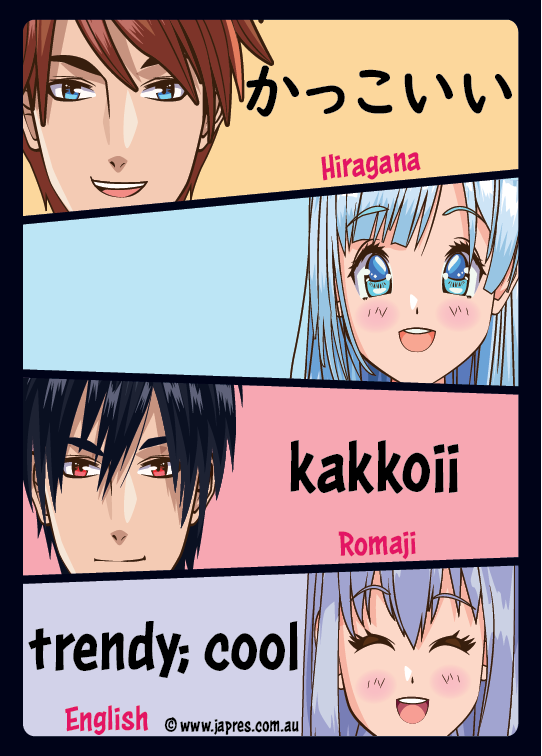 かっこいい
Hiragana
kakkoii
Romaji
trendy; cool
English
© www.japres.com.au